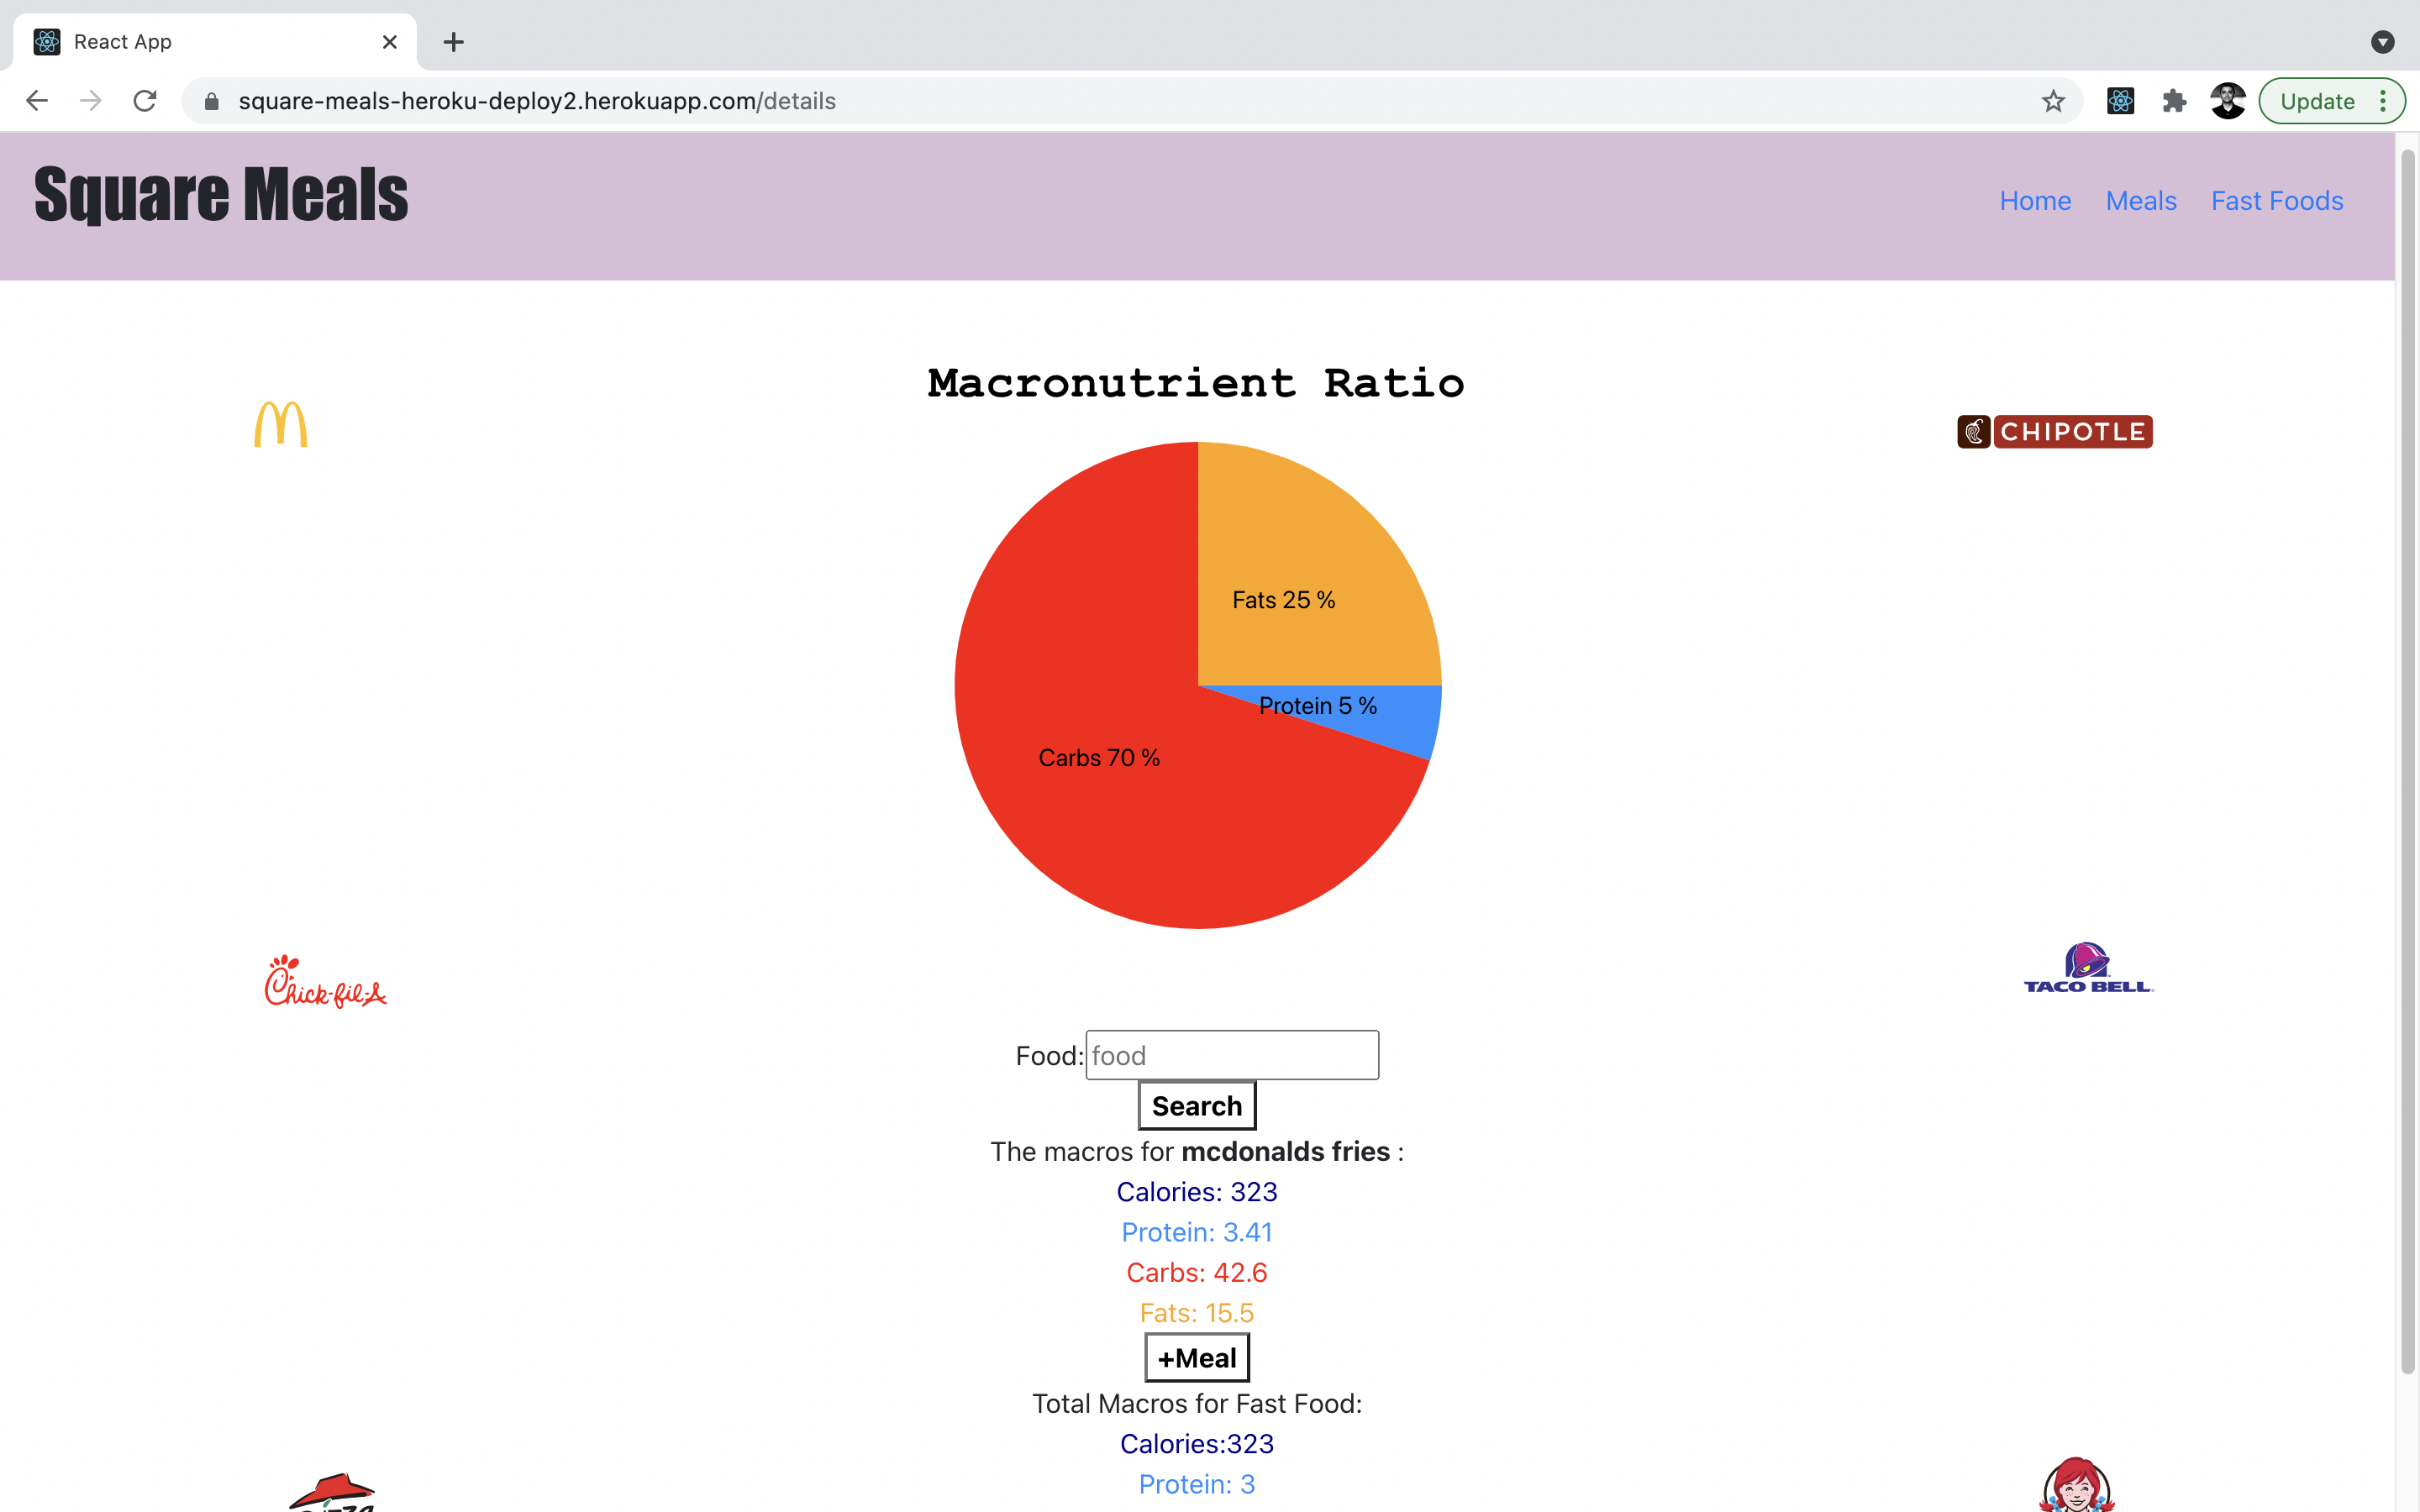 React App
square-meals-heroku-deploy2.herokuapp.com/details
Update
Square Meals
Home Meals Fast Foods
Macronutrient Ratio
CHIPOTLE
Fats 25 %
Protein 5 %
Carbs 70 %
Chick-fil-A
TACO BELL
Food: food
Search
The macros for mcdonalds fries :
Calories: 323
Protein: 3.41
Carbs: 42.6
Fats: 15.5
+Meal
Total Macros for Fast Food:
Calories:323
Protein: 3